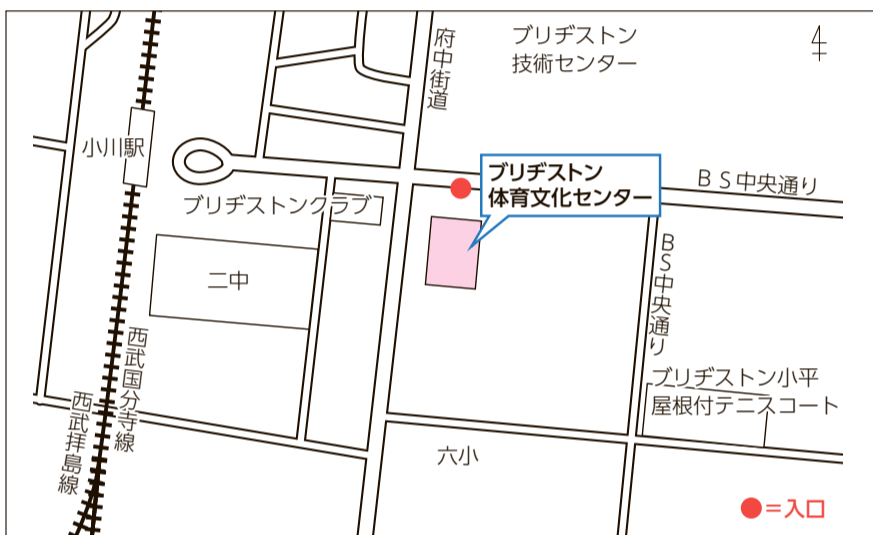 府中街道
ブリヂストン
技術センター
小川駅
ブリヂストン
体育文化センター
BS中央通り
ブリヂストンクラブ
二中
BS中央通り
西武国分寺線
西武拝島線
ブリヂストン小平
屋根付テニスコート
六小
●=入口